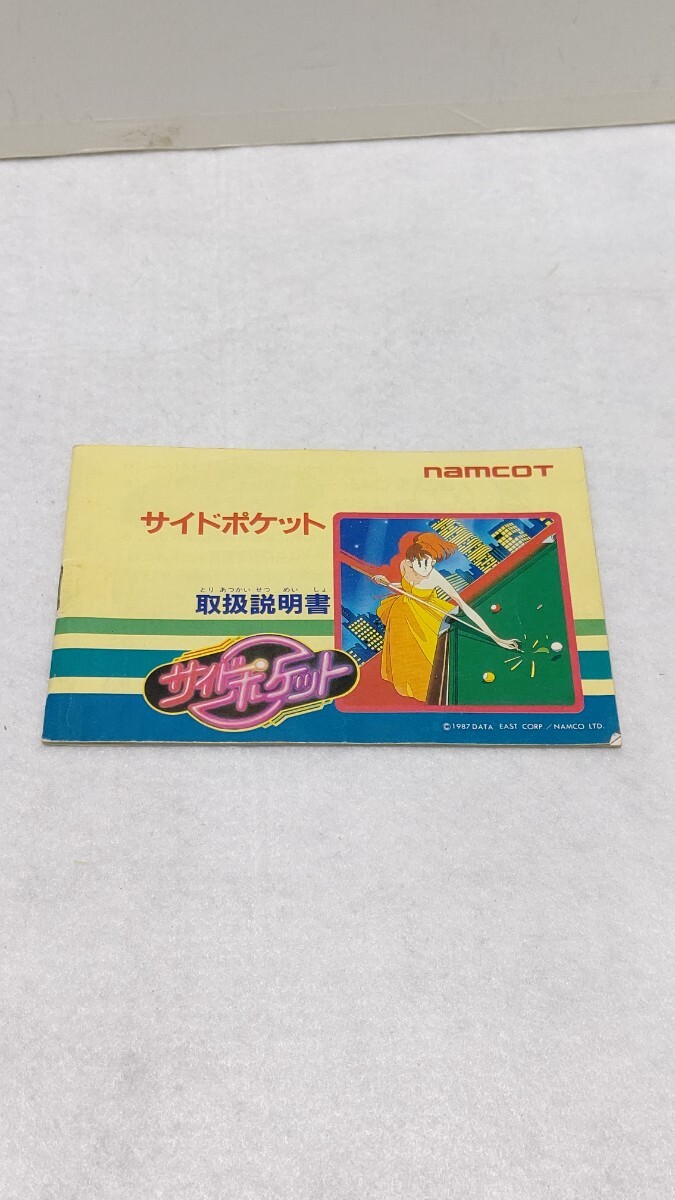 namcoT
サイドポケット
とりあつかいせつ めい しょ
取扱説明書
サイドポケット
©1987 DATA EAST CORP／NAMCO LTD.